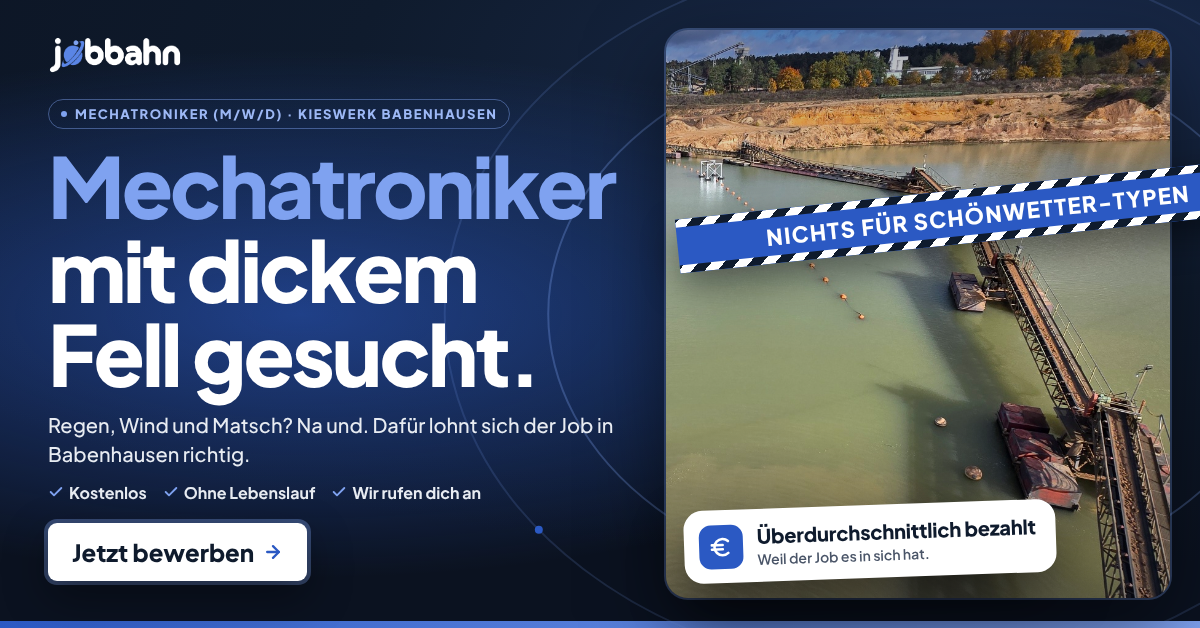 jobbahn
MECHATRONIKER (M/W/D) · KIESWERK BABENHAUSEN
Mechatroniker
mit dickem
Fell gesucht.
Regen, Wind und Matsch? Na und. Dafür lohnt sich der Job in
Babenhausen richtig.
✓ Kostenlos ✓ Ohne Lebenslauf ✓ Wir rufen dich an
Jetzt bewerben →
NICHTS FÜR SCHÖNWETTER-TYPEN
€ Überdurchschnittlich bezahlt
Weil der Job es in sich hat.